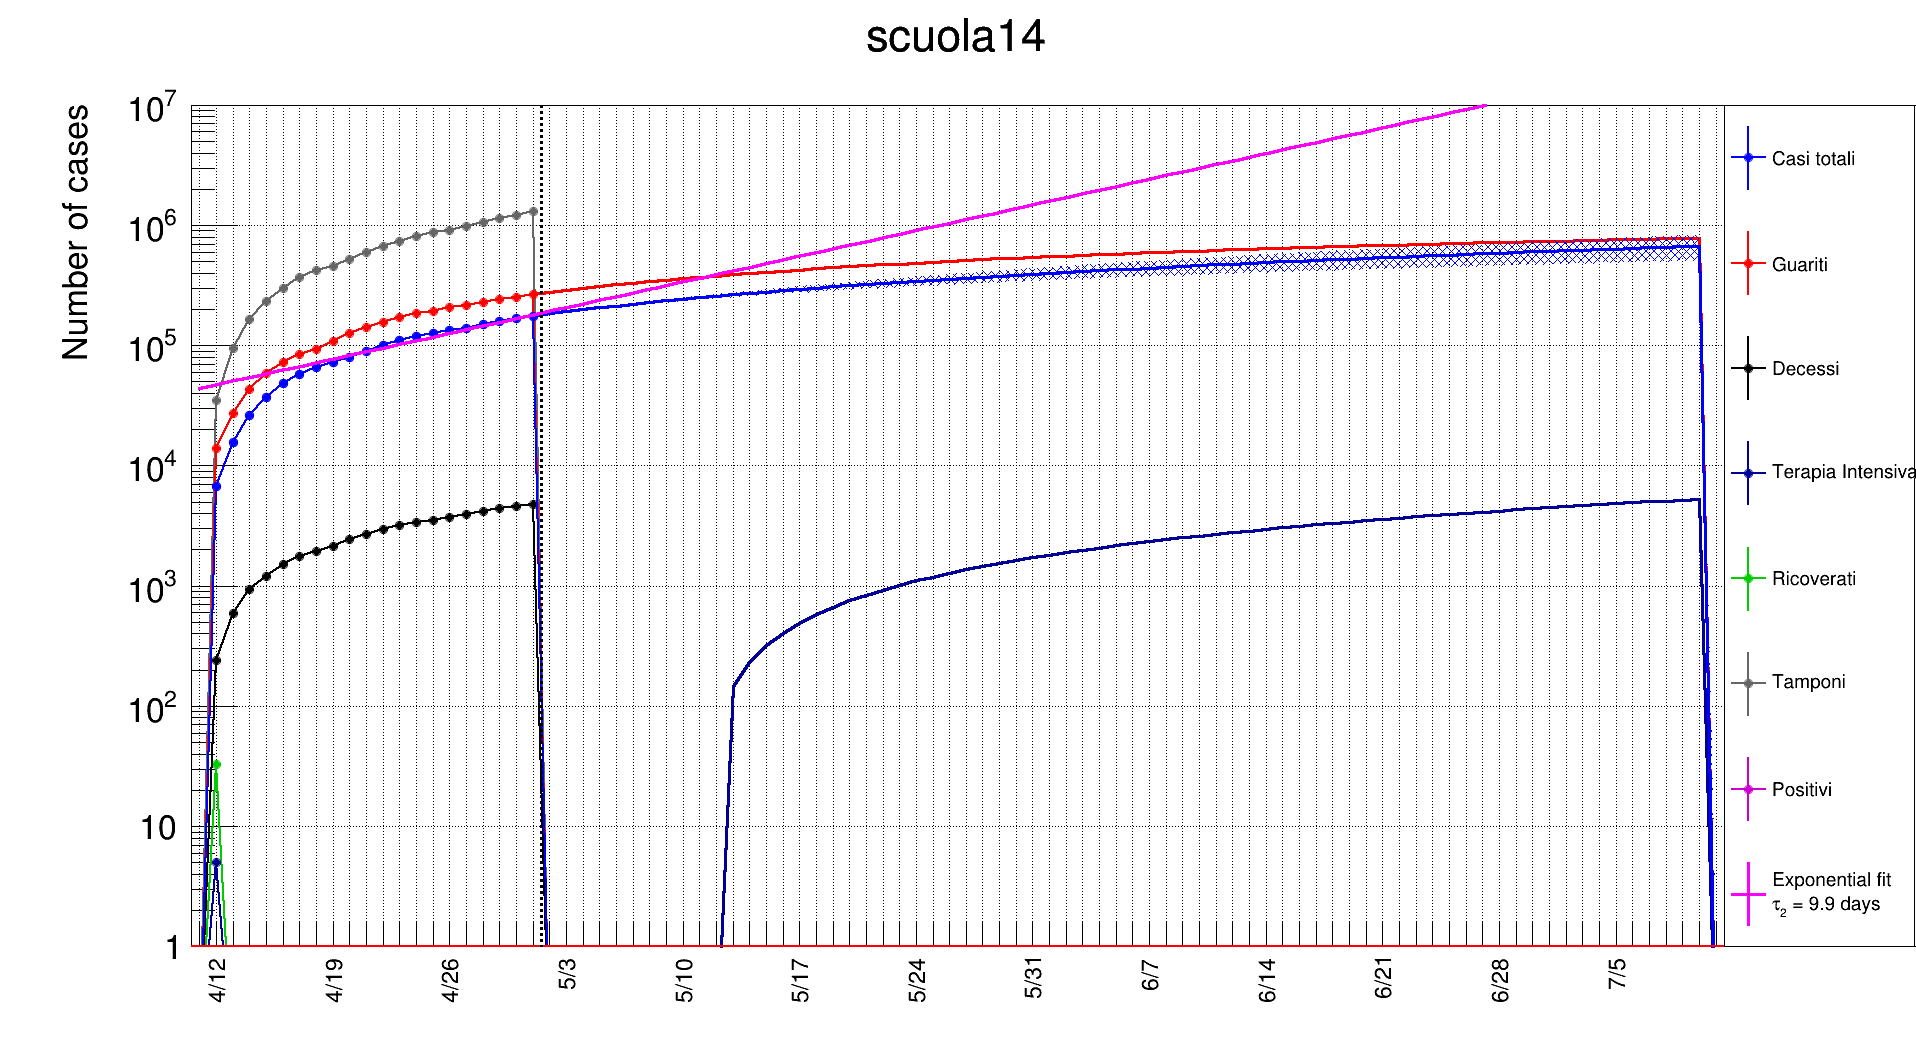 scuola14
Number of cases
10^7
10^6
10^5
10^4
10^3
10^2
10
1
4/12
4/19
4/26
5/3
5/10
5/17
5/24
5/31
6/7
6/14
6/21
6/28
7/5
Casi totali
Guariti
Decessi
Terapia Intensiva
Ricoverati
Tamponi
Positivi
Exponential fit
τ_2 = 9.9 days